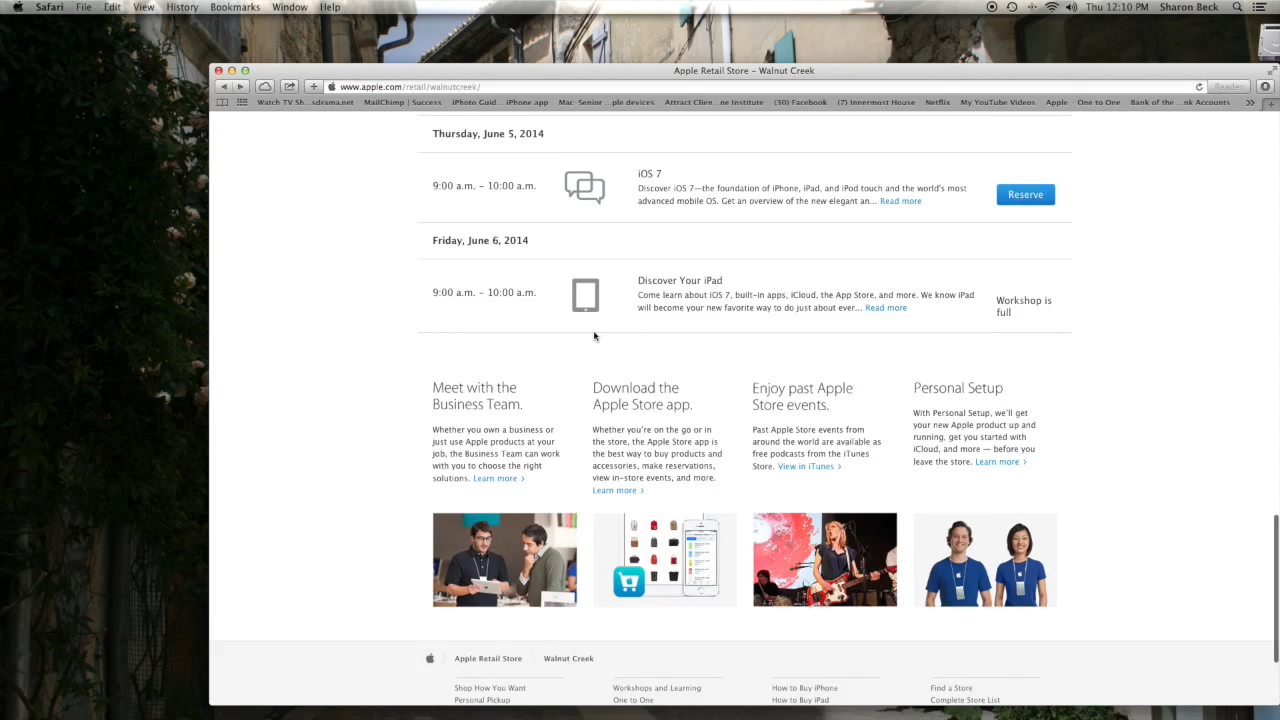 Safari File Edit View History Bookmarks Window Help Thu 12:10 PM Sharon Beck
Apple Retail Store – Walnut Creek
www.apple.com/retail/walnutcreek/
Reader
Watch TV Sh...sdrama.net MailChimp | Success iPhoto Guid... iPhone app Mac-Senior ...ple devices Attract Clien...ne Institute (30) Facebook (7) Innermost House Netflix My YouTube Videos Apple - One to One Bank of the ...nk Accounts
Thursday, June 5, 2014
iOS 7
9:00 a.m. – 10:00 a.m.
Discover iOS 7—the foundation of iPhone, iPad, and iPod touch and the world's most
advanced mobile OS. Get an overview of the new elegant an... Read more
Reserve
Friday, June 6, 2014
Discover Your iPad
9:00 a.m. – 10:00 a.m.
Come learn about iOS 7, built-in apps, iCloud, the App Store, and more. We know iPad
will become your new favorite way to do just about ever... Read more
Workshop is
full
Meet with the
Business Team.
Whether you own a business or
just use Apple products at your
job, the Business Team can work
with you to choose the right
solutions. Learn more >
Download the
Apple Store app.
Whether you're on the go or in
the store, the Apple Store app is
the best way to buy products and
accessories, make reservations,
view in-store events, and more.
Learn more >
Enjoy past Apple
Store events.
Past Apple Store events from
around the world are available as
free podcasts from the iTunes
Store. View in iTunes >
Personal Setup
With Personal Setup, we'll get
your new Apple product up and
running, get you started with
iCloud, and more — before you
leave the store. Learn more >
Apple Retail Store Walnut Creek
Shop How You Want
Personal Pickup
Workshops and Learning
One to One
How to Buy iPhone
How to Buy iPad
Find a Store
Complete Store List